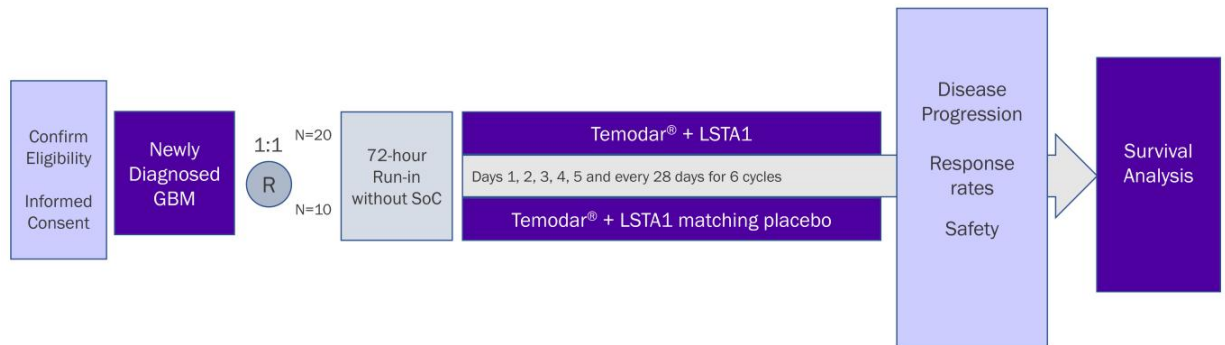 Confirm
Eligibility
Informed
Consent
Newly
Diagnosed
GBM
1:1
R
N=20
N=10
72-hour
Run-in
without SoC
Temodar® + LSTA1
Days 1, 2, 3, 4, 5 and every 28 days for 6 cycles
Temodar® + LSTA1 matching placebo
Disease
Progression
Response
rates
Safety
Survival
Analysis